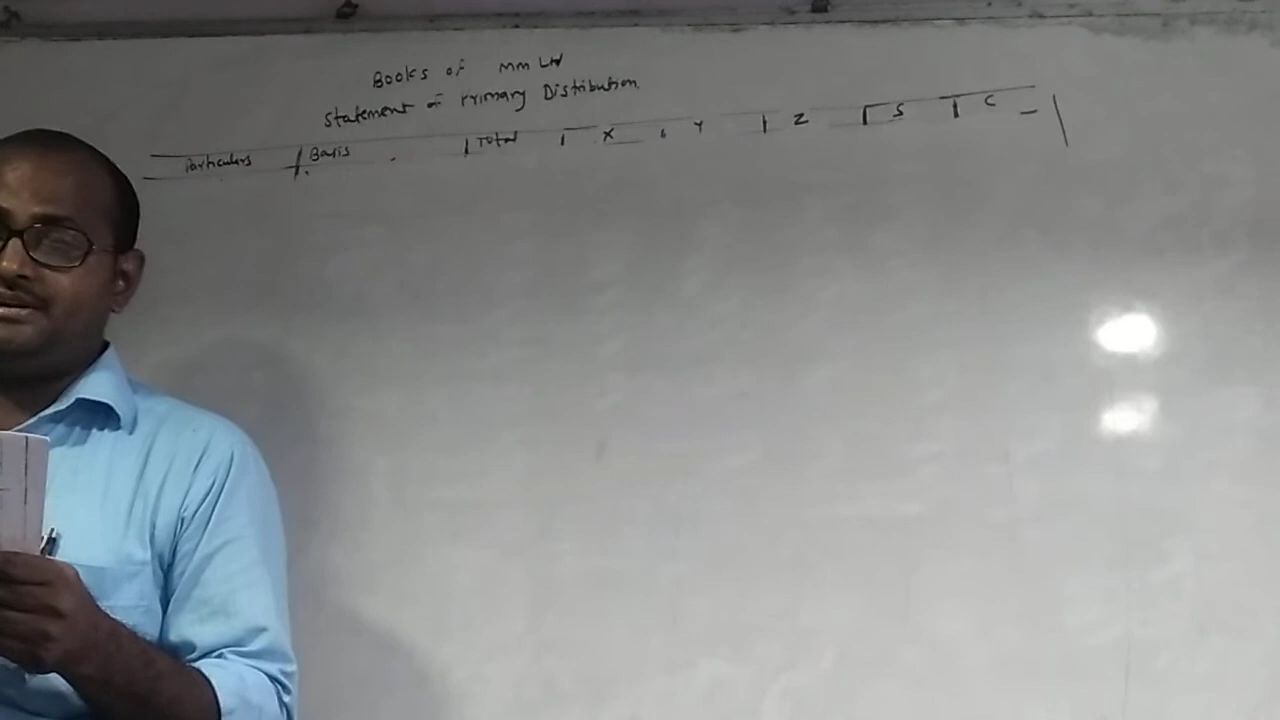 Books of MM Ltd
Statement of Primary Distribution
Particulars | Basis | Total | X | Y | Z | S | C